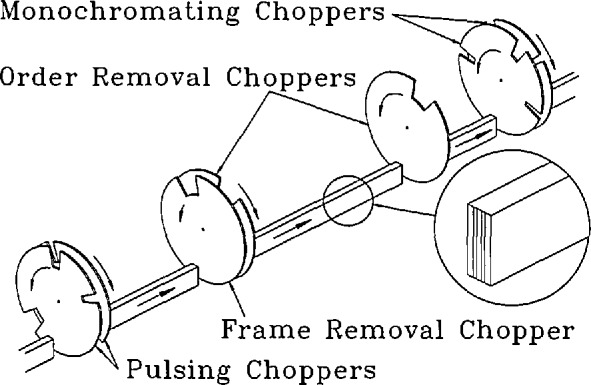 Monochromating Choppers
Order Removal Choppers
Frame Removal Chopper
Pulsing Choppers